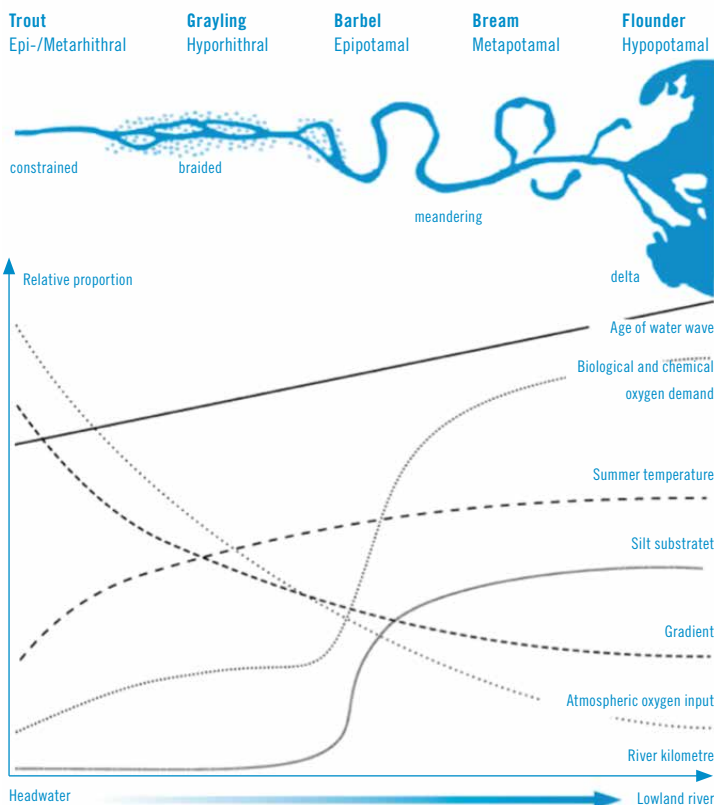 Trout Grayling Barbel Bream Flounder
Epi-/Metarhithral Hyporhithral Epipotamal Metapotamal Hypopotamal
constrained braided
meandering
delta
Relative proportion
Age of water wave
Biological and chemical
oxygen demand
Summer temperature
Silt substratet
Gradient
Atmospheric oxygen input
River kilometre
Headwater Lowland river